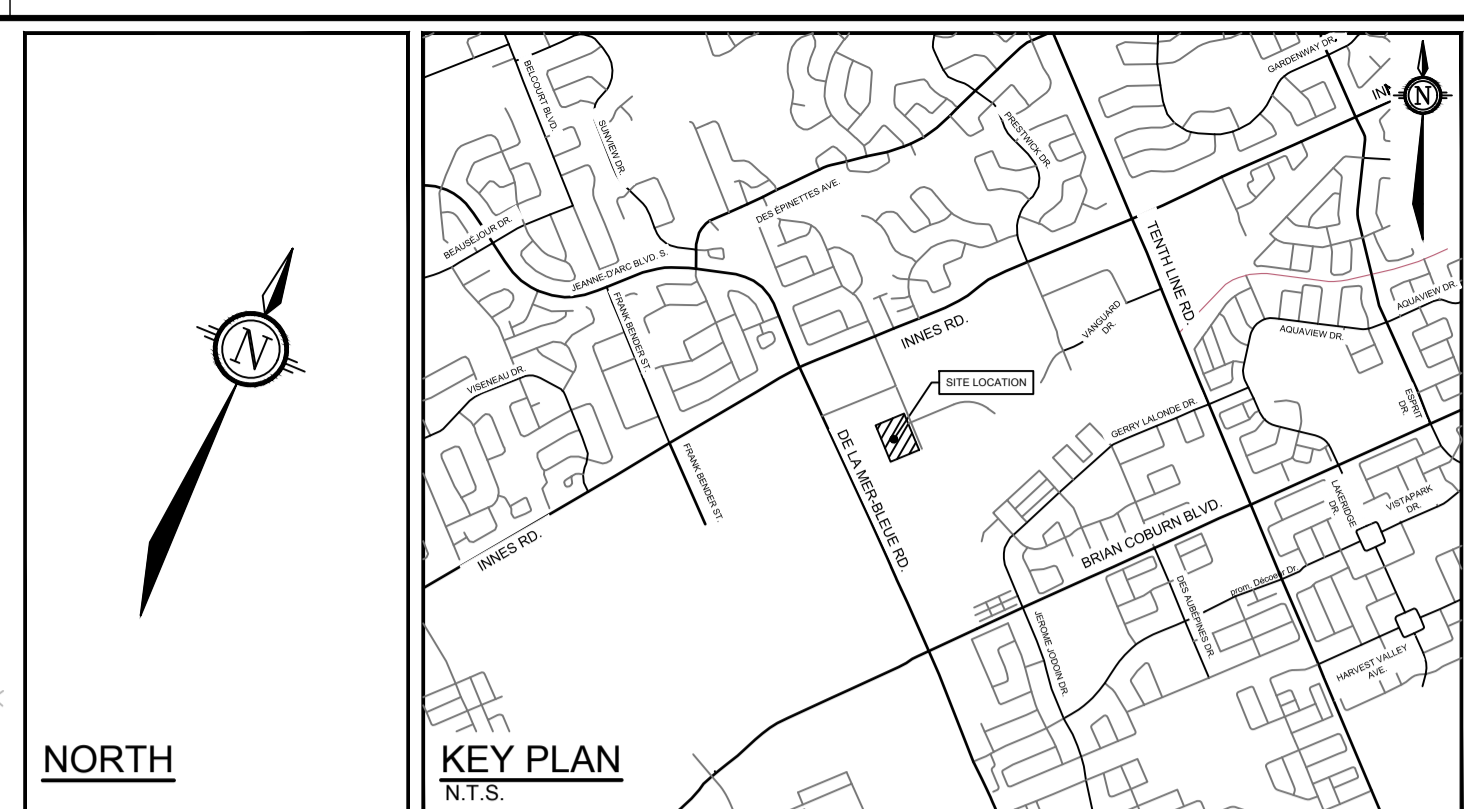 N
NORTH
BELCOURT BLVD.
SUNVIEW DR.
BEAUSÉJOUR DR.
JEANNE-D'ARC BLVD. S.
DES ÉPINETTES AVE.
PRESTWICK DR.
GARDENWAY DR.
N
TENTH LINE RD.
FRANK BENDER ST.
VISENEAU DR.
INNES RD.
VANGUARD
DR.
AQUAVIEW DR.
AQUAVIEW DR.
SITE LOCATION
ESPRIT
DR.
GERRY LALONDE DR.
DE LA MER-BLEUE RD.
FRANK BENDER ST.
INNES RD.
BRIAN COBURN BLVD.
LAKERIDGE
DR.
VISTAPARK
DR.
prom. Décoeur Dr.
DES AUBÉPINES DR.
JEROME JODOIN DR.
HARVEST VALLEY
AVE.
KEY PLAN
N.T.S.